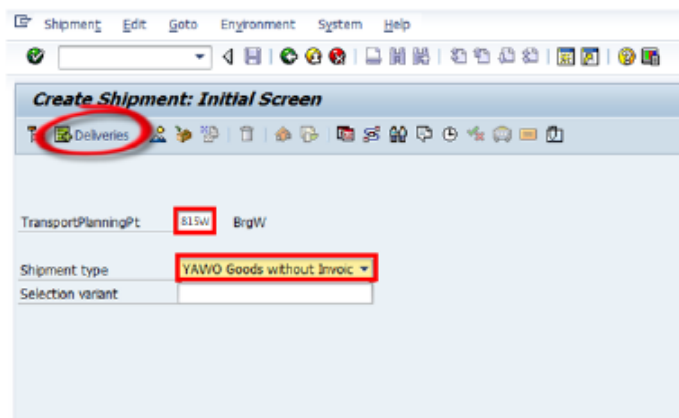 Shipment Edit Goto Environment System Help
Create Shipment: Initial Screen
Deliveries
TransportPlanningPt 815W BrgW
Shipment type YAWO Goods without Invoic
Selection variant